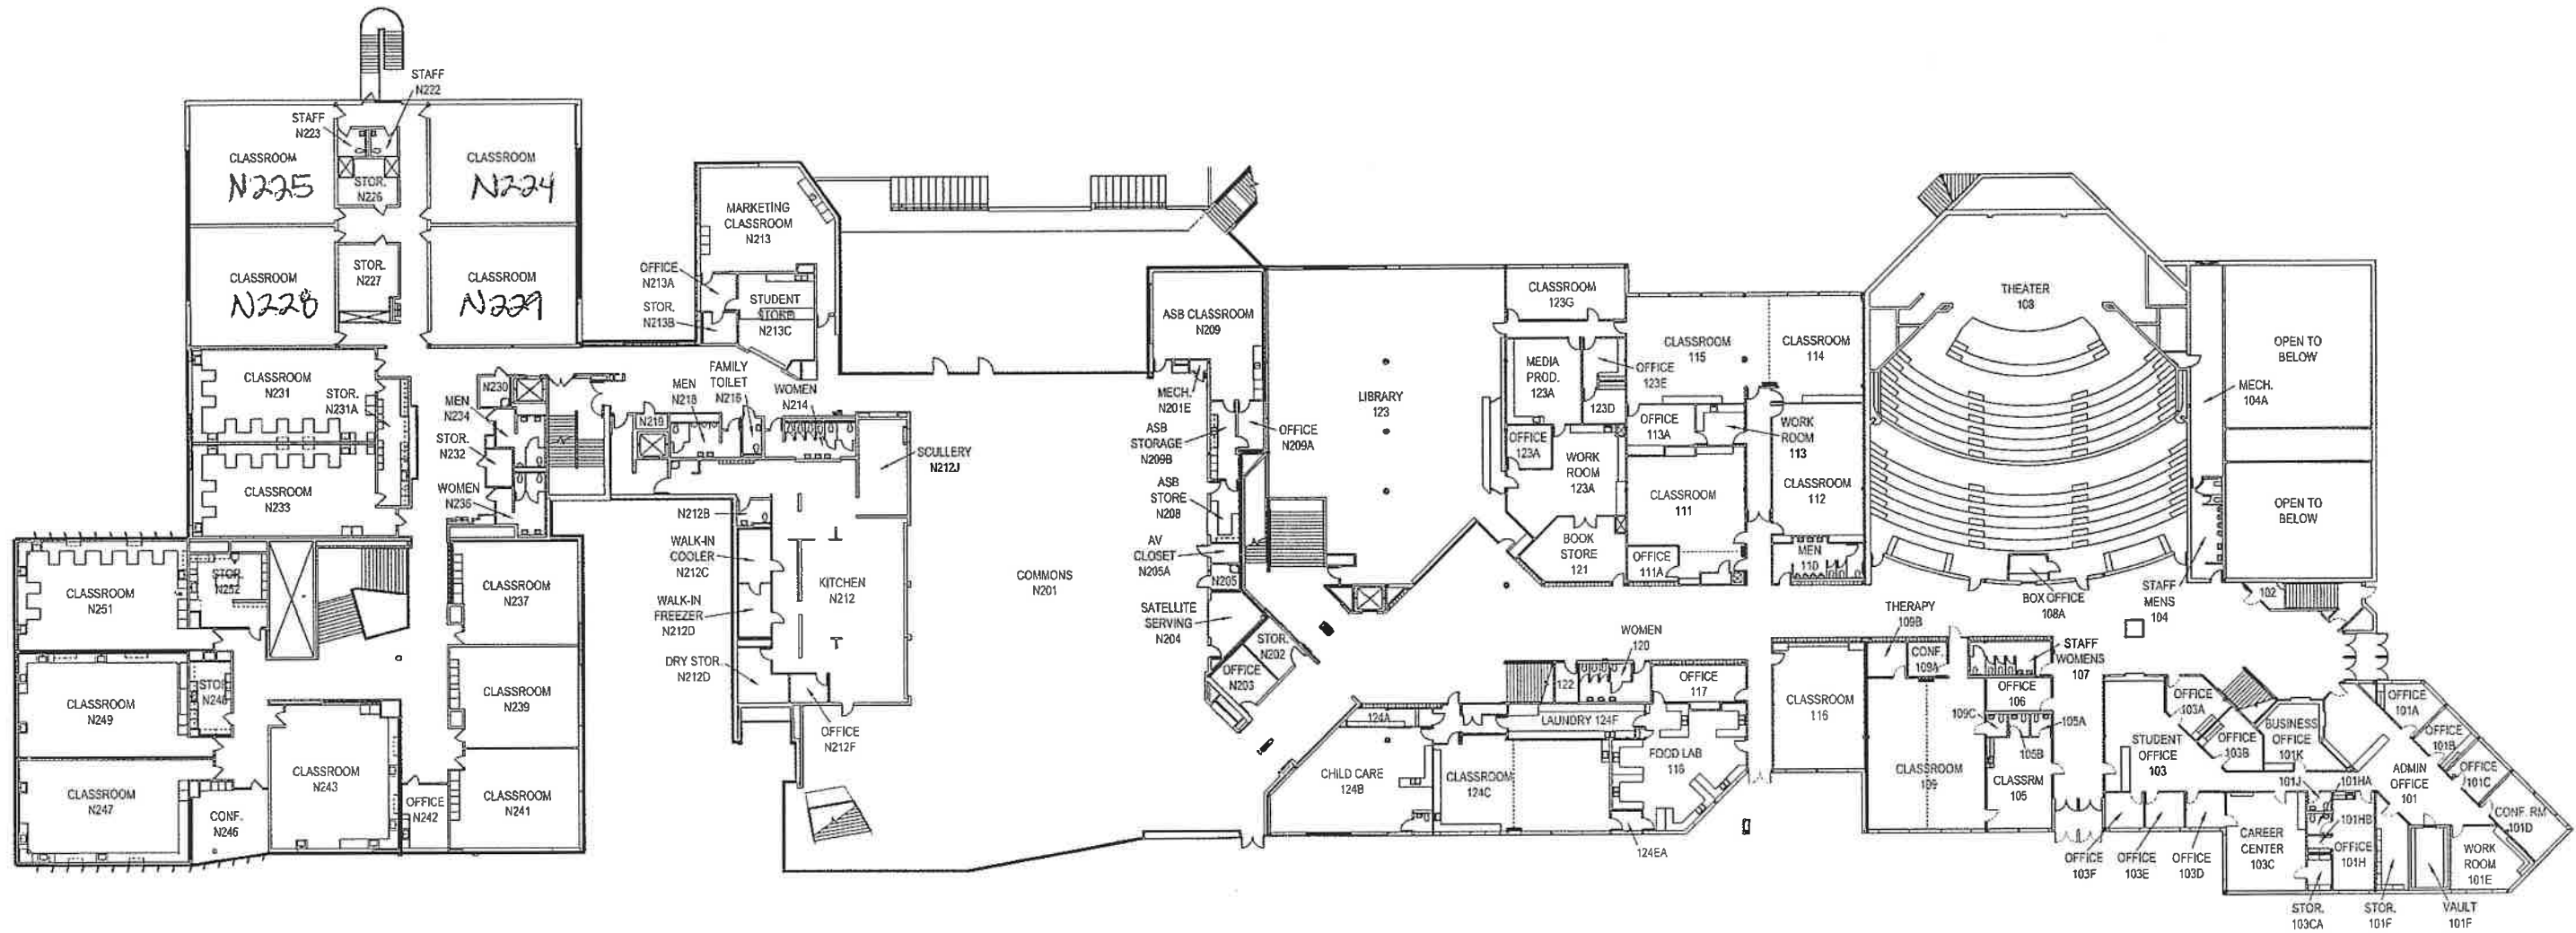 STAFF
N222
STAFF
N223
CLASSROOM
N225
STOR.
N226
CLASSROOM
N224
CLASSROOM
N228
STOR.
N227
CLASSROOM
N229
CLASSROOM
N231
STOR.
N231A
CLASSROOM
N233
N230
MEN
N234
STOR.
N232
WOMEN
N236
CLASSROOM
N251
STOR.
N252
CLASSROOM
N249
STOR
N248
CLASSROOM
N247
CONF.
N246
CLASSROOM
N243
OFFICE
N242
CLASSROOM
N237
CLASSROOM
N239
CLASSROOM
N241
MARKETING
CLASSROOM
N213
OFFICE
N213A
STOR.
N213B
STUDENT
STORE
N213C
N219
MEN
N218
FAMILY
TOILET
N216
WOMEN
N214
SCULLERY
N212J
N212B
WALK-IN
COOLER
N212C
WALK-IN
FREEZER
N212D
DRY STOR.
N212D
KITCHEN
N212
OFFICE
N212F
COMMONS
N201
ASB CLASSROOM
N209
MECH.
N201E
ASB
STORAGE
N209B
OFFICE
N209A
ASB
STORE
N208
AV
CLOSET
N205A
N205
SATELLITE
SERVING
N204
STOR.
N202
OFFICE
N203
LIBRARY
123
CLASSROOM
123G
MEDIA
PROD.
123A
OFFICE
123E
123D
OFFICE
123A
WORK
ROOM
123A
BOOK
STORE
121
CLASSROOM
115
CLASSROOM
114
OFFICE
113A
WORK
ROOM
113
CLASSROOM
111
OFFICE
111A
CLASSROOM
112
MEN
110
THEATER
108
BOX OFFICE
108A
MECH.
104A
OPEN TO
BELOW
OPEN TO
BELOW
STAFF
MENS
104
102
WOMEN
120
122
OFFICE
117
124A
LAUNDRY 124F
CHILD CARE
124B
CLASSROOM
124C
FOOD LAB
118
124EA
CLASSROOM
116
THERAPY
109B
CONF.
109A
CLASSROOM
109
109C
STAFF
WOMENS
107
OFFICE
106
105A
105B
CLASSRM
105
STUDENT
OFFICE
103
OFFICE
103A
OFFICE
103B
OFFICE
103F
OFFICE
103E
OFFICE
103D
CAREER
CENTER
103C
STOR.
103CA
BUSINESS
OFFICE
101K
101J
101HA
101HB
OFFICE
101H
ADMIN
OFFICE
101
OFFICE
101A
OFFICE
101B
OFFICE
101C
CONF. RM
101D
WORK
ROOM
101E
STOR.
101F
VAULT
101F